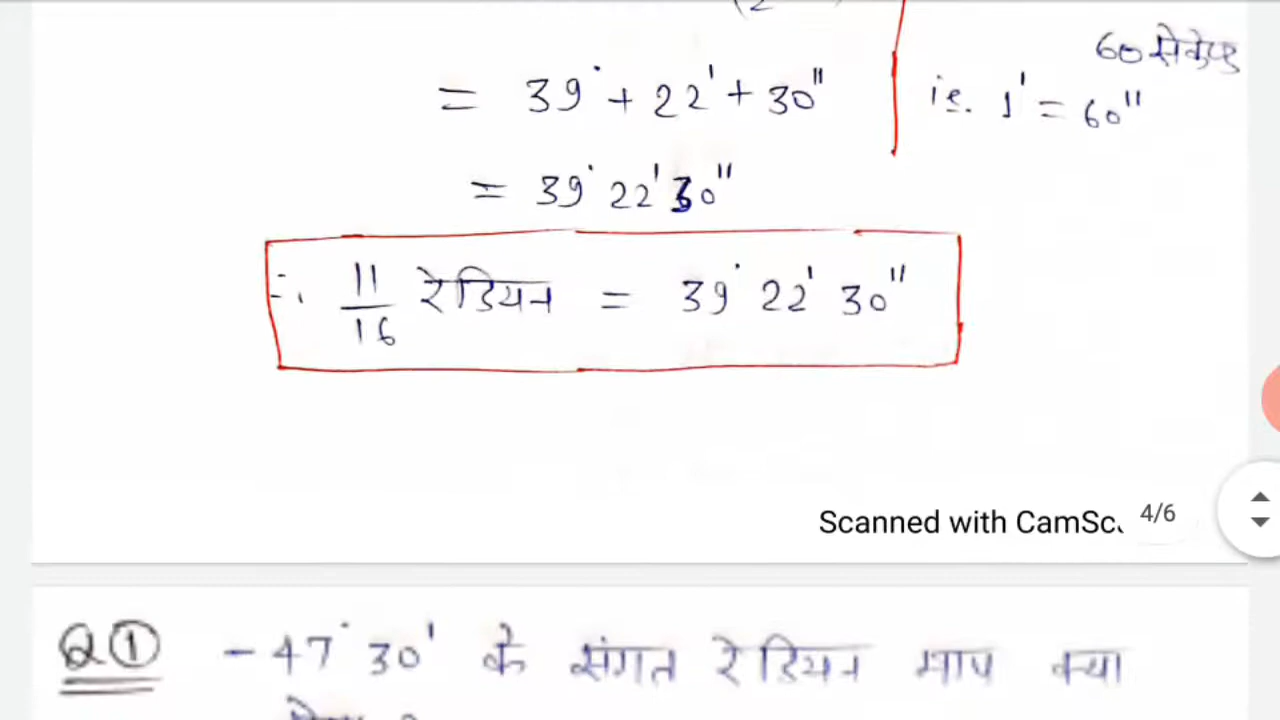 60 सेकेण्ड
= 39° + 22' + 30"
ie. 1' = 60"
= 39° 22' 30"
∴ 11/16 रेडियन = 39° 22' 30"
Scanned with CamSc
4/6
Q① -47° 30' के संगत रेडियन माप क्या